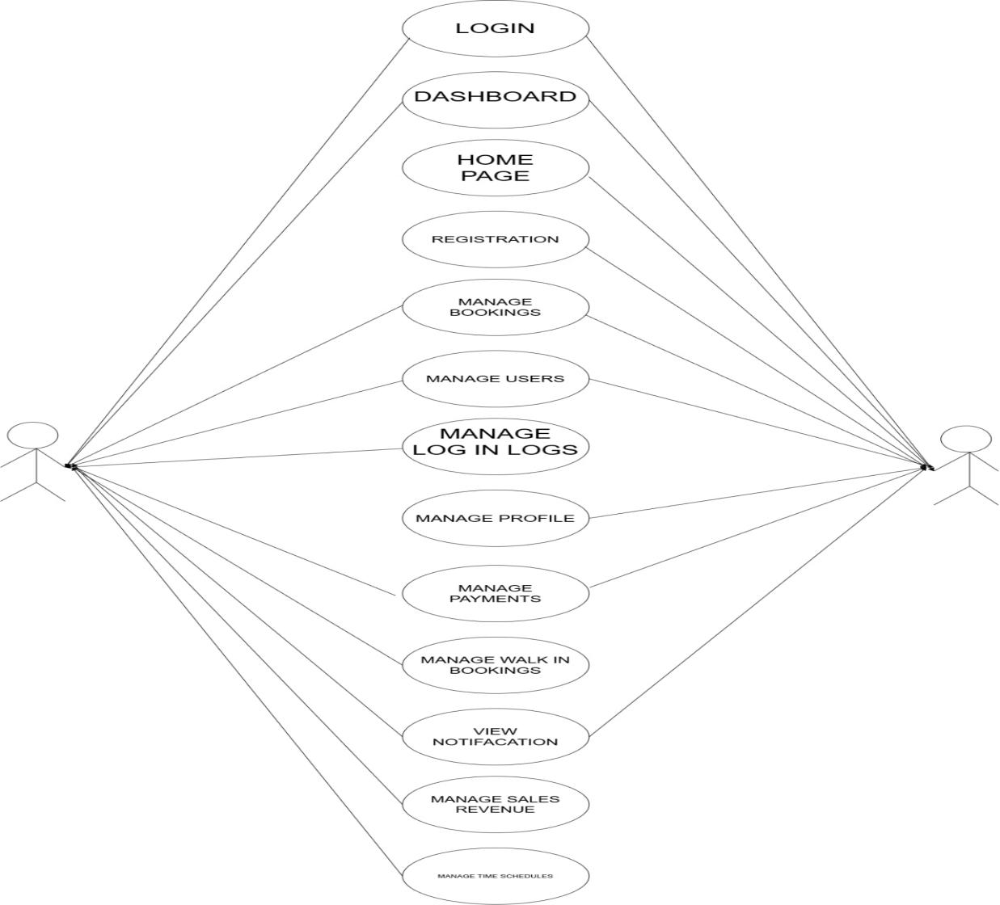 LOGIN
DASHBOARD
HOME
PAGE
REGISTRATION
MANAGE
BOOKINGS
MANAGE USERS
MANAGE
LOG IN LOGS
MANAGE PROFILE
MANAGE
PAYMENTS
MANAGE WALK IN
BOOKINGS
VIEW
NOTIFACATION
MANAGE SALES
REVENUE
MANAGE TIME SCHEDULES